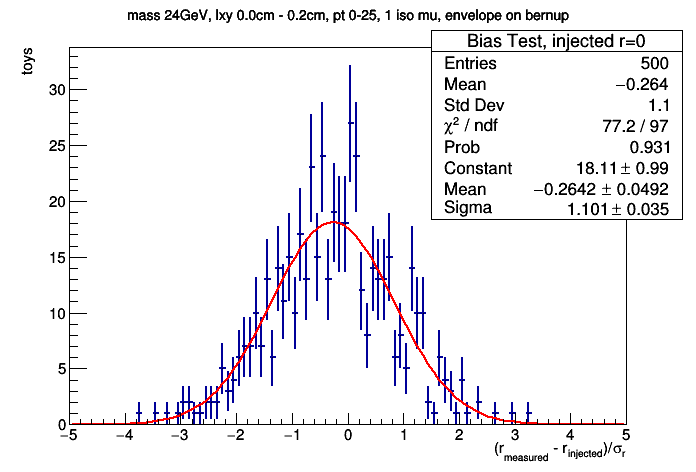 mass 24GeV, lxy 0.0cm - 0.2cm, pt 0-25, 1 iso mu, envelope on bernup
Bias Test, injected r=0
Entries 500
Mean −0.264
Std Dev 1.1
χ² / ndf 77.2 / 97
Prob 0.931
Constant 18.11 ± 0.99
Mean −0.2642 ± 0.0492
Sigma 1.101 ± 0.035
toys
30
25
20
15
10
5
0
−5 −4 −3 −2 −1 0 1 2 3 4 5
(r_measured - r_injected)/σ_r